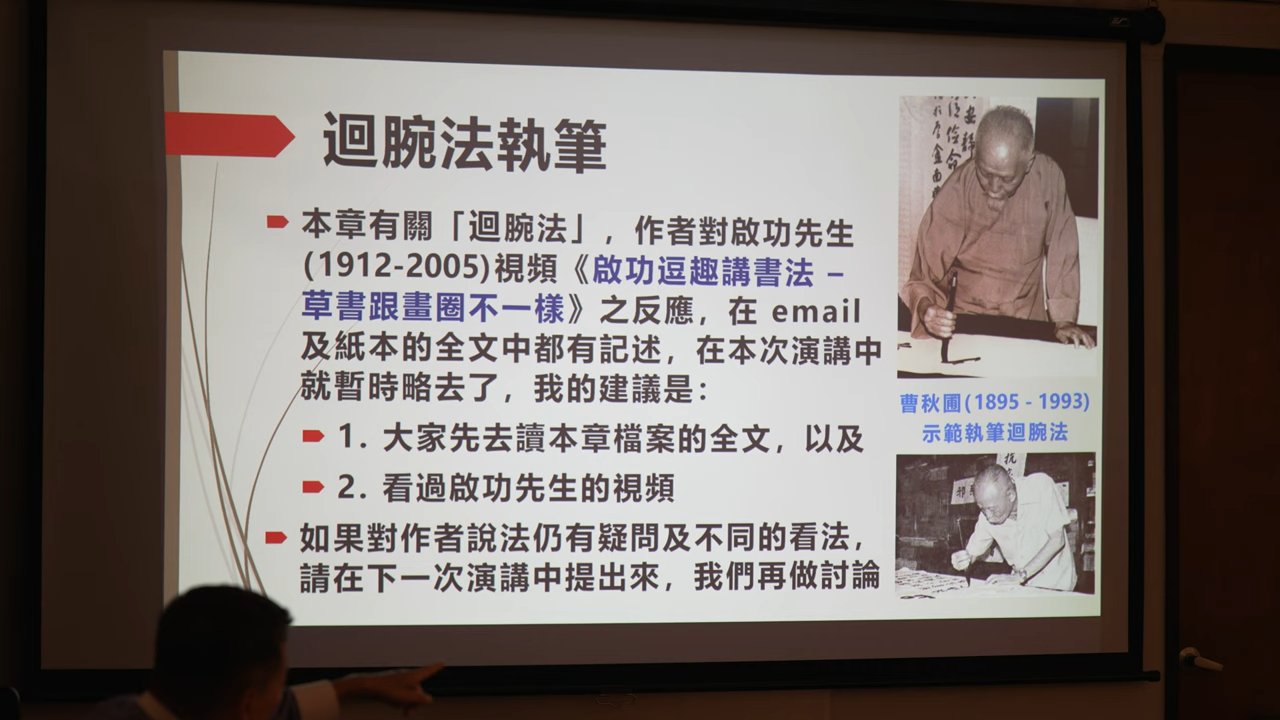 迴腕法執筆
本章有關「迴腕法」，作者對啟功先生
(1912-2005)視頻《啟功逗趣講書法 –
草書跟畫圈不一樣》之反應，在 email
及紙本的全文中都有記述，在本次演講中
就暫時略去了，我的建議是：
1. 大家先去讀本章檔案的全文，以及
2. 看過啟功先生的視頻
如果對作者說法仍有疑問及不同的看法，
請在下一次演講中提出來，我們再做討論
曹秋圃(1895 - 1993)
示範執筆迴腕法